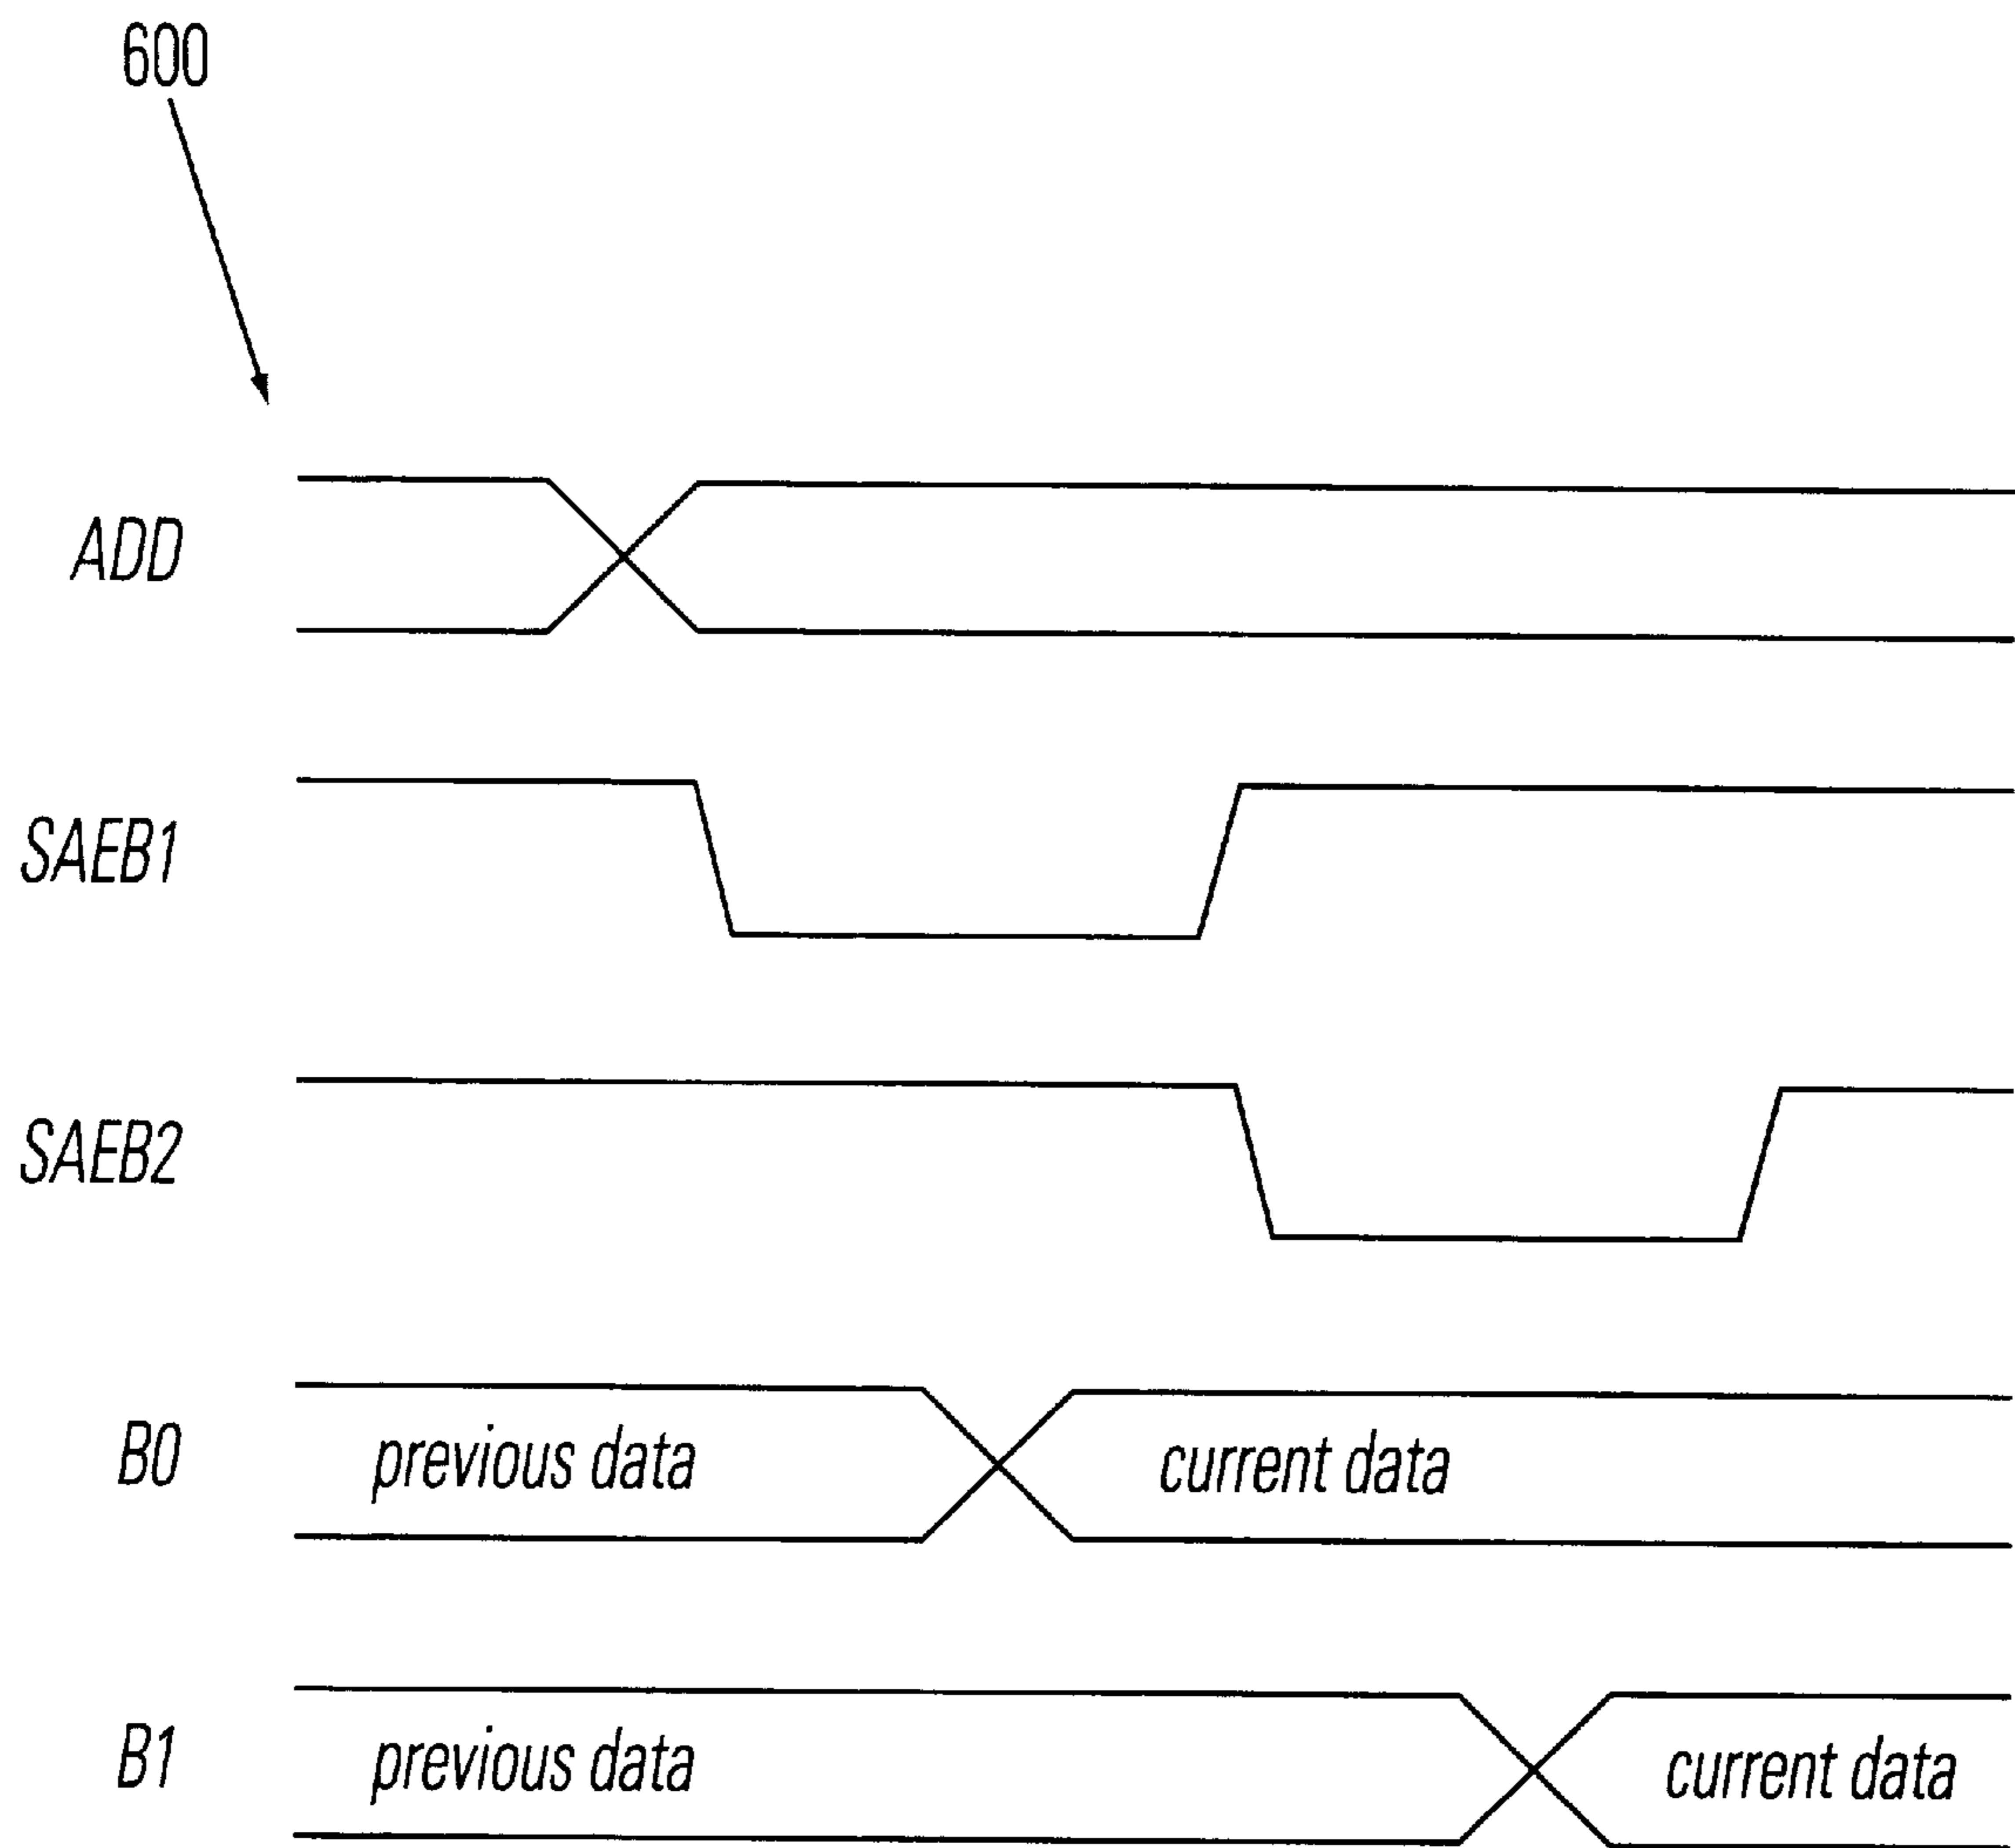 600
ADD
SAEB1
SAEB2
B0 previous data current data
B1 previous data current data